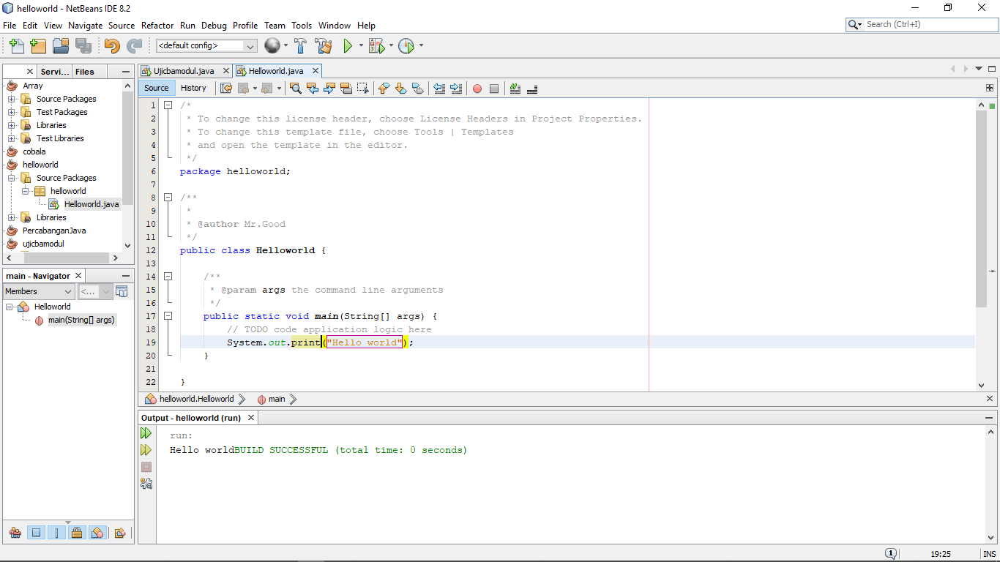 helloworld - NetBeans IDE 8.2
File Edit View Navigate Source Refactor Run Debug Profile Team Tools Window Help
Search (Ctrl+I)
<default config>
Servi... Files
Array
Source Packages
Test Packages
Libraries
Test Libraries
cobala
helloworld
Source Packages
helloworld
Helloworld.java
Libraries
PercabanganJava
ujicbamodul
main - Navigator
Members <...
Helloworld
main(String[] args)
Ujicbamodul.java Helloworld.java
Source History
1 /*
2 * To change this license header, choose License Headers in Project Properties.
3 * To change this template file, choose Tools | Templates
4 * and open the template in the editor.
5 */
6 package helloworld;
7
8 /**
9 *
10 * @author Mr.Good
11 */
12 public class Helloworld {
13
14 /**
15 * @param args the command line arguments
16 */
17 public static void main(String[] args) {
18 // TODO code application logic here
19 System.out.print("Hello world");
20 }
21
22 }
helloworld.Helloworld main
Output - helloworld (run)
run:
Hello worldBUILD SUCCESSFUL (total time: 0 seconds)
1 19:25 INS